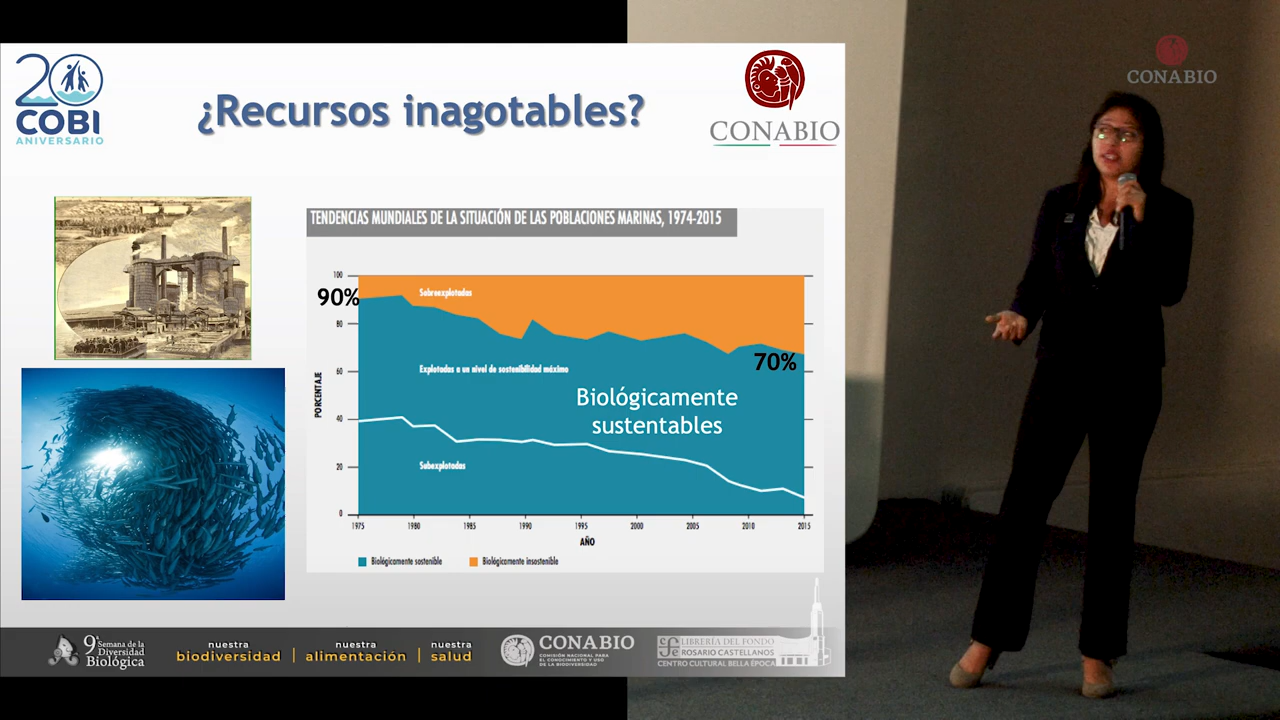 20
COBI
ANIVERSARIO
¿Recursos inagotables?
CONABIO
CONABIO
TENDENCIAS MUNDIALES DE LA SITUACIÓN DE LAS POBLACIONES MARINAS, 1974-2015
100
90%
Sobreexplotadas
80
70%
60
Explotadas a un nivel de sostenibilidad máximo
Biológicamente
sustentables
PORCENTAJE
40
20
Subexplotadas
0
1975 1980 1985 1990 1995 2000 2005 2010 2015
AÑO
Biológicamente sostenible Biológicamente insostenible
9ª Semana de la
Diversidad
Biológica
nuestra
biodiversidad
nuestra
alimentación
nuestra
salud
CONABIO
COMISIÓN NACIONAL PARA
EL CONOCIMIENTO Y USO
DE LA BIODIVERSIDAD
LIBRERÍA DEL FONDO
ROSARIO CASTELLANOS
CENTRO CULTURAL BELLA ÉPOCA